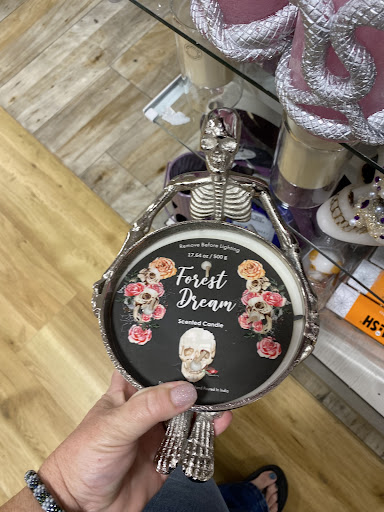 Remove Before Lighting
17.64 oz / 500 g
Forest
Dream
Scented Candle